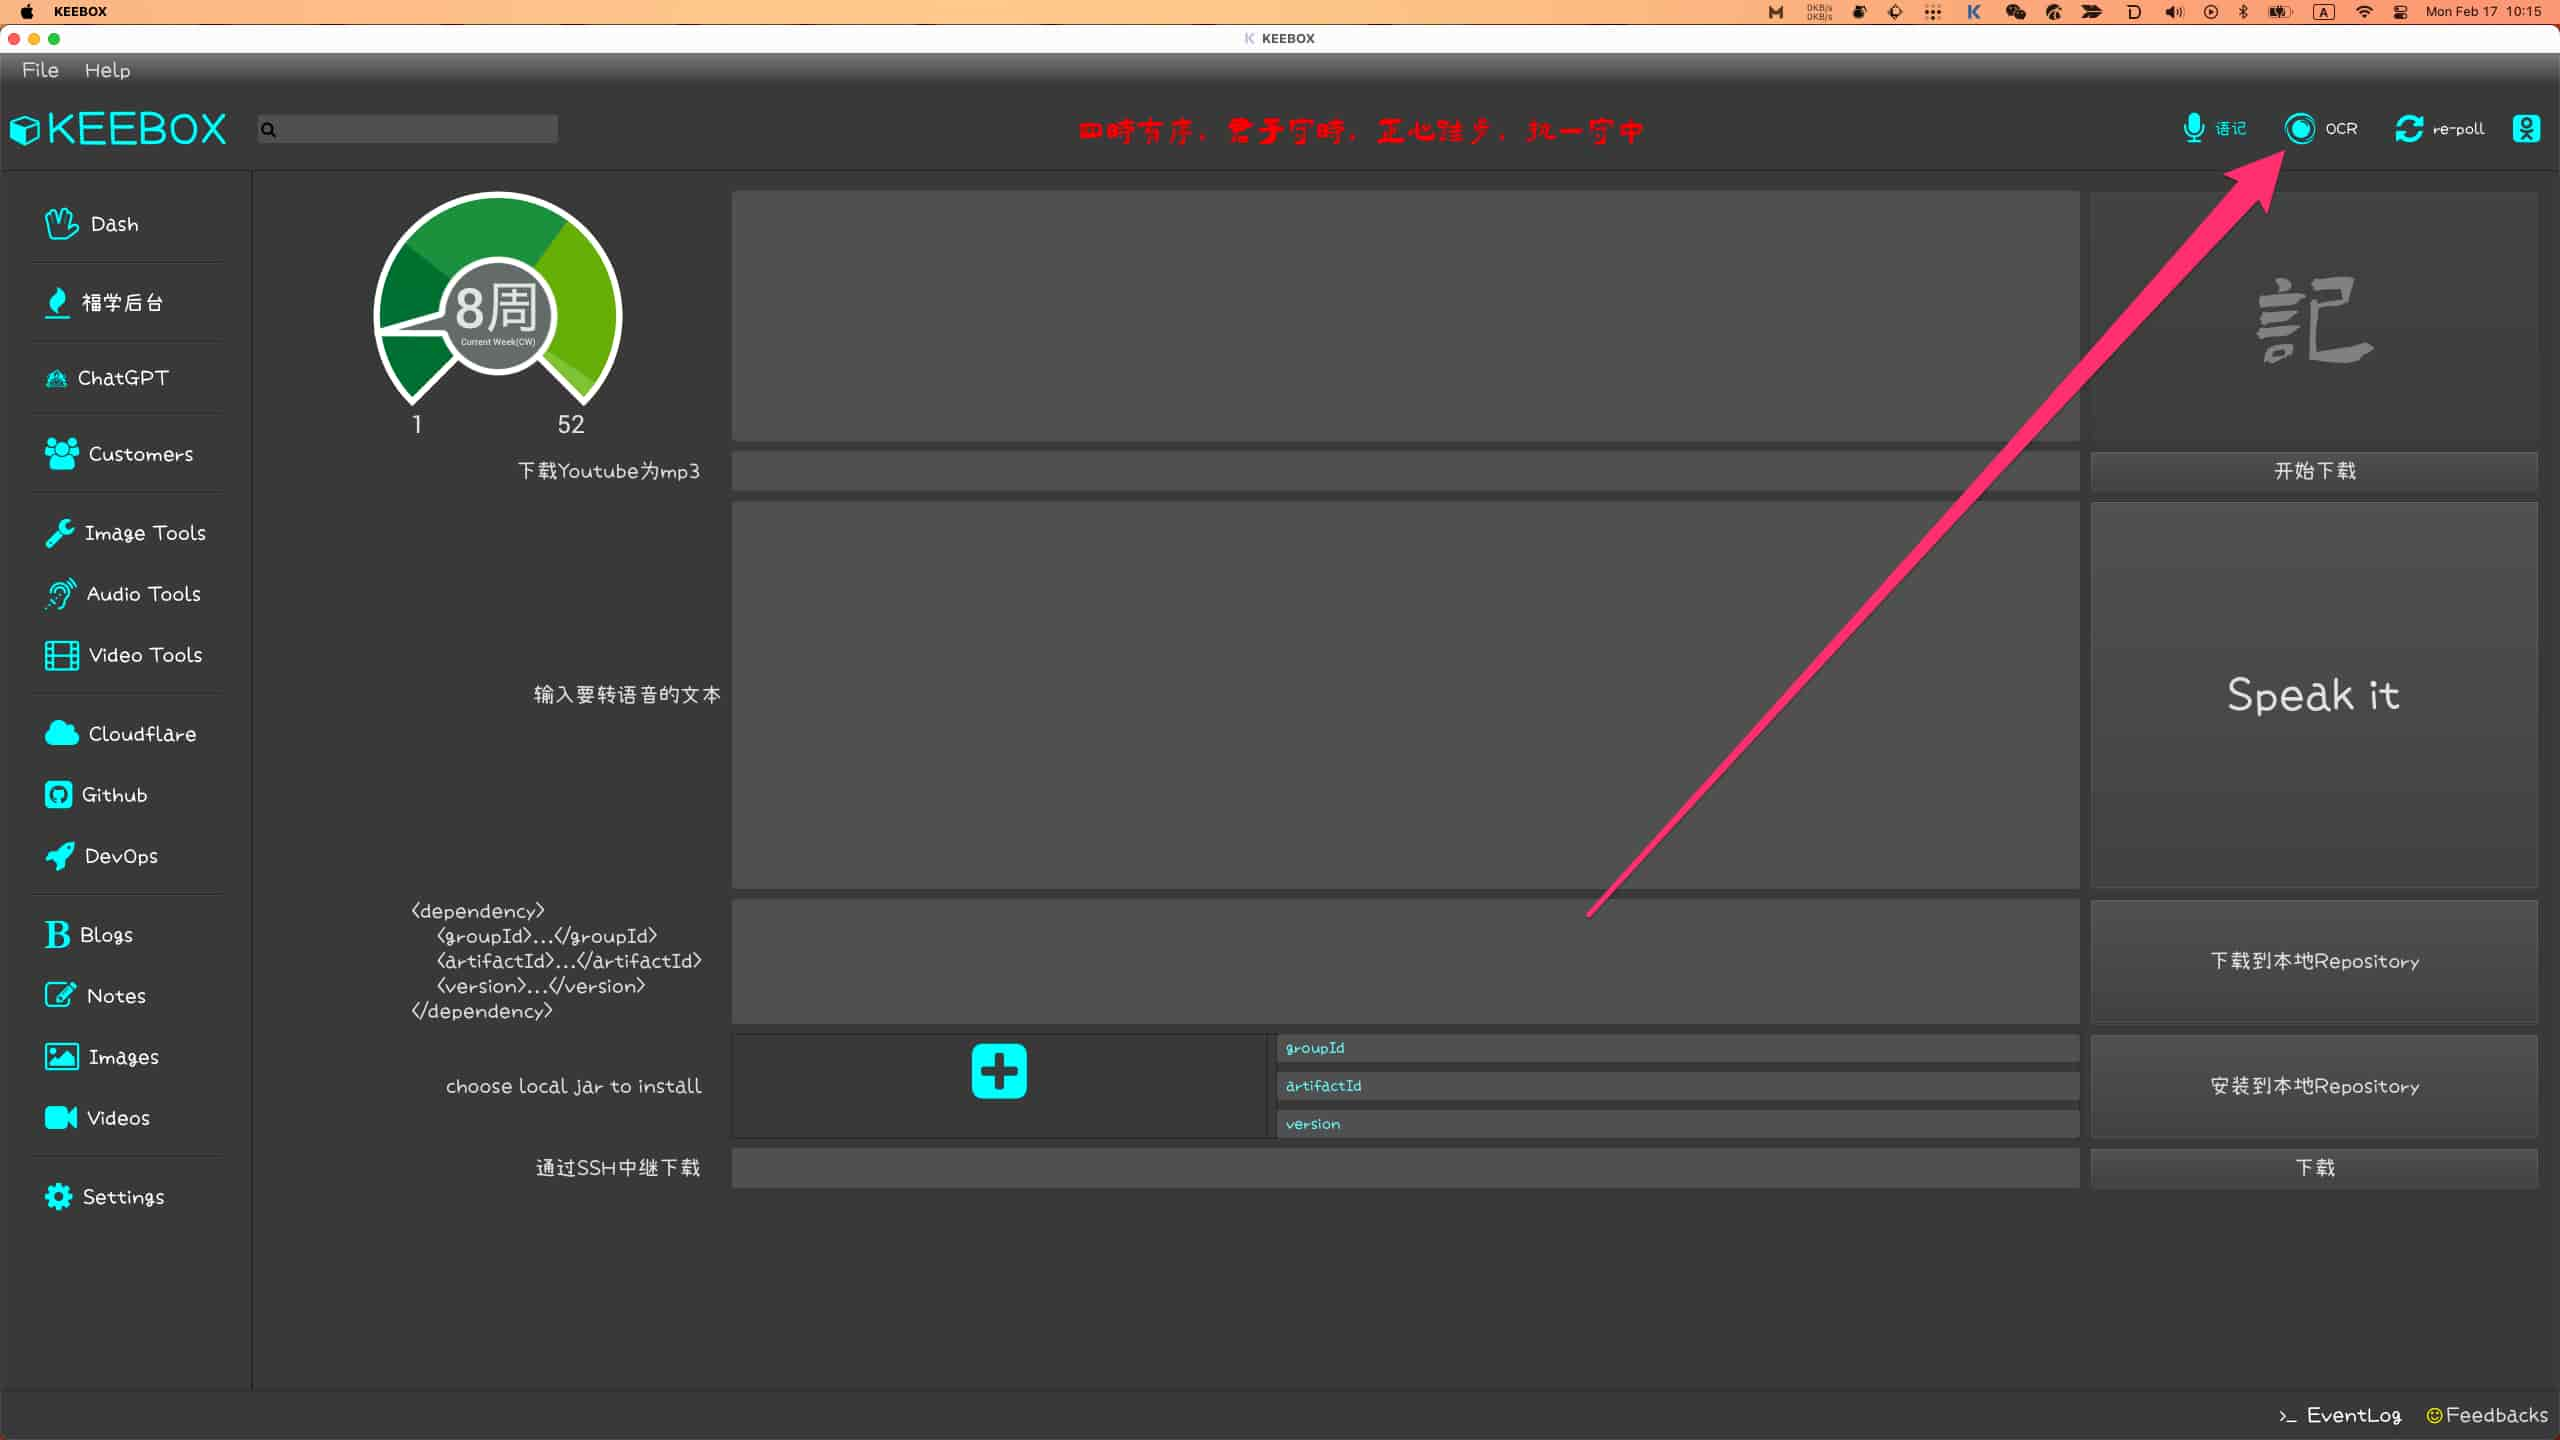 KEEBOX
0KB/s
0KB/s
A
Mon Feb 17 10:15
K KEEBOX
File Help
KEEBOX
四時有序，君子守時，正心跬步，执一守中
语记
OCR
re-poll
Dash
福学后台
ChatGPT
Customers
Image Tools
Audio Tools
Video Tools
Cloudflare
Github
DevOps
B Blogs
Notes
Images
Videos
Settings
8周
Current Week(CW)
1 52
記
下载Youtube为mp3
开始下载
输入要转语音的文本
Speak it
<dependency>
<groupId>...</groupId>
<artifactId>...</artifactId>
<version>...</version>
</dependency>
下载到本地Repository
choose local jar to install
groupId
artifactId
version
安装到本地Repository
通过SSH中继下载
下载
>_ EventLog
Feedbacks